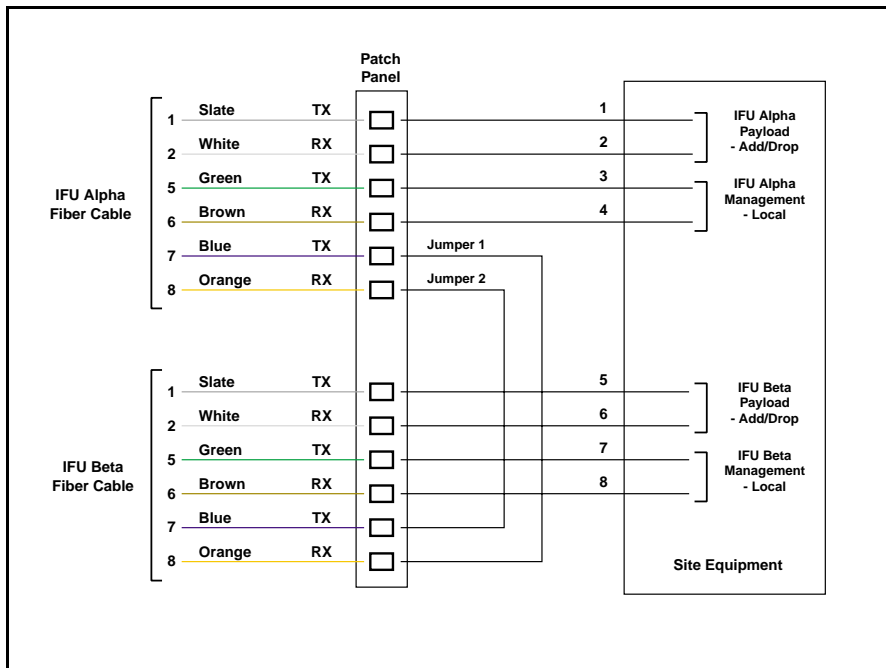 Patch
Panel
IFU Alpha
Fiber Cable
1 Slate TX
2 White RX
5 Green TX
6 Brown RX
7 Blue TX
8 Orange RX
Jumper 1
Jumper 2
1
2
3
4
IFU Alpha
Payload
- Add/Drop
IFU Alpha
Management
- Local
IFU Beta
Fiber Cable
1 Slate TX
2 White RX
5 Green TX
6 Brown RX
7 Blue TX
8 Orange RX
5
6
7
8
IFU Beta
Payload
- Add/Drop
IFU Beta
Management
- Local
Site Equipment